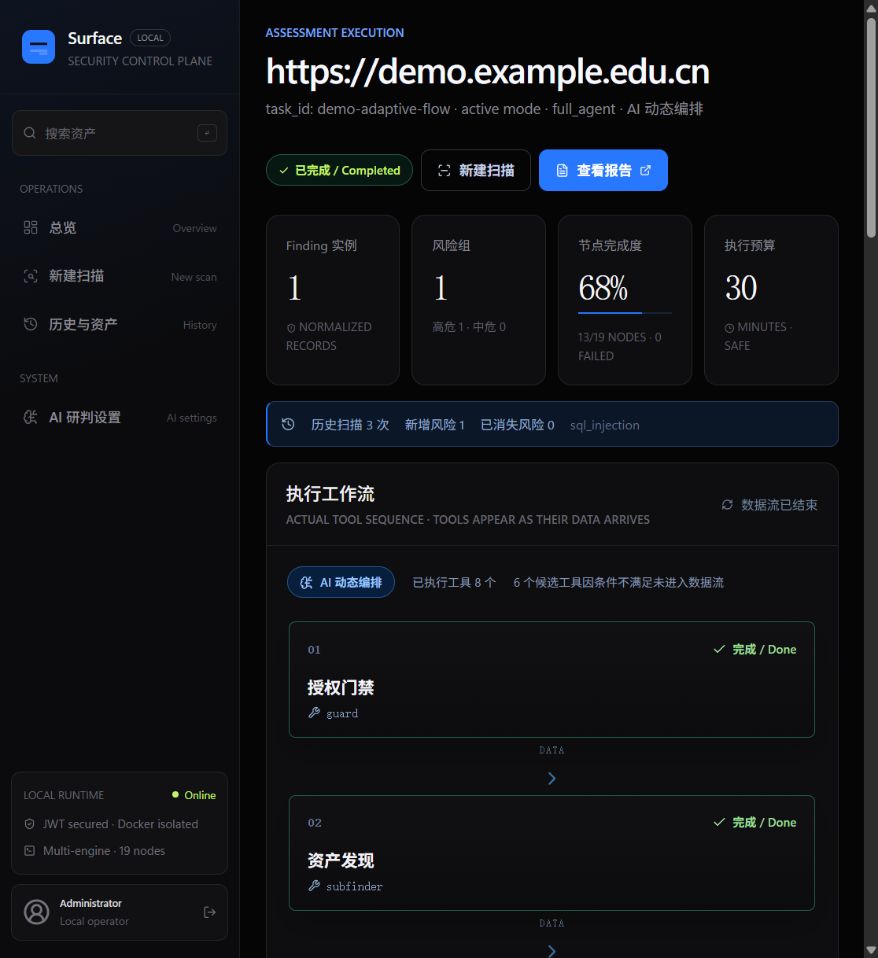 Surface LOCAL
SECURITY CONTROL PLANE
搜索资产
OPERATIONS
总览 Overview
新建扫描 New scan
历史与资产 History
SYSTEM
AI 研判设置 AI settings
LOCAL RUNTIME Online
JWT secured · Docker isolated
Multi-engine · 19 nodes
Administrator
Local operator
ASSESSMENT EXECUTION
https://demo.example.edu.cn
task_id: demo-adaptive-flow · active mode · full_agent · AI 动态编排
已完成 / Completed 新建扫描 查看报告
Finding 实例
1
NORMALIZED
RECORDS
风险组
1
高危 1 · 中危 0
节点完成度
68%
13/19 NODES · 0
FAILED
执行预算
30
MINUTES ·
SAFE
历史扫描 3 次 新增风险 1 已消失风险 0 sql_injection
执行工作流
ACTUAL TOOL SEQUENCE · TOOLS APPEAR AS THEIR DATA ARRIVES
数据流已结束
AI 动态编排 已执行工具 8 个 6 个候选工具因条件不满足未进入数据流
01 完成 / Done
授权门禁
guard
DATA
02 完成 / Done
资产发现
subfinder
DATA